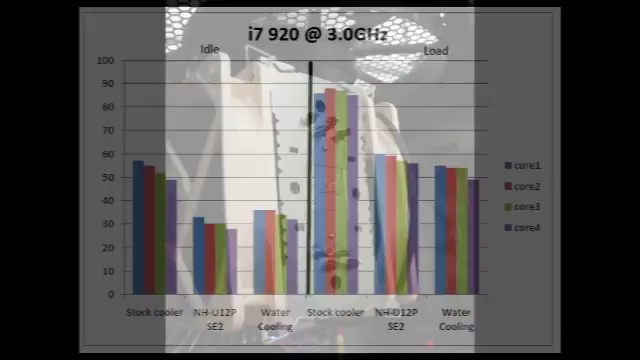 i7 920 @ 3.0GHz
Idle
Load
100
90
80
70
60
50
40
30
20
10
0
core1
core2
core3
core4
Stock cooler
NH-U12P
SE2
Water
Cooling
Stock cooler
NH-U12P
SE2
Water
Cooling